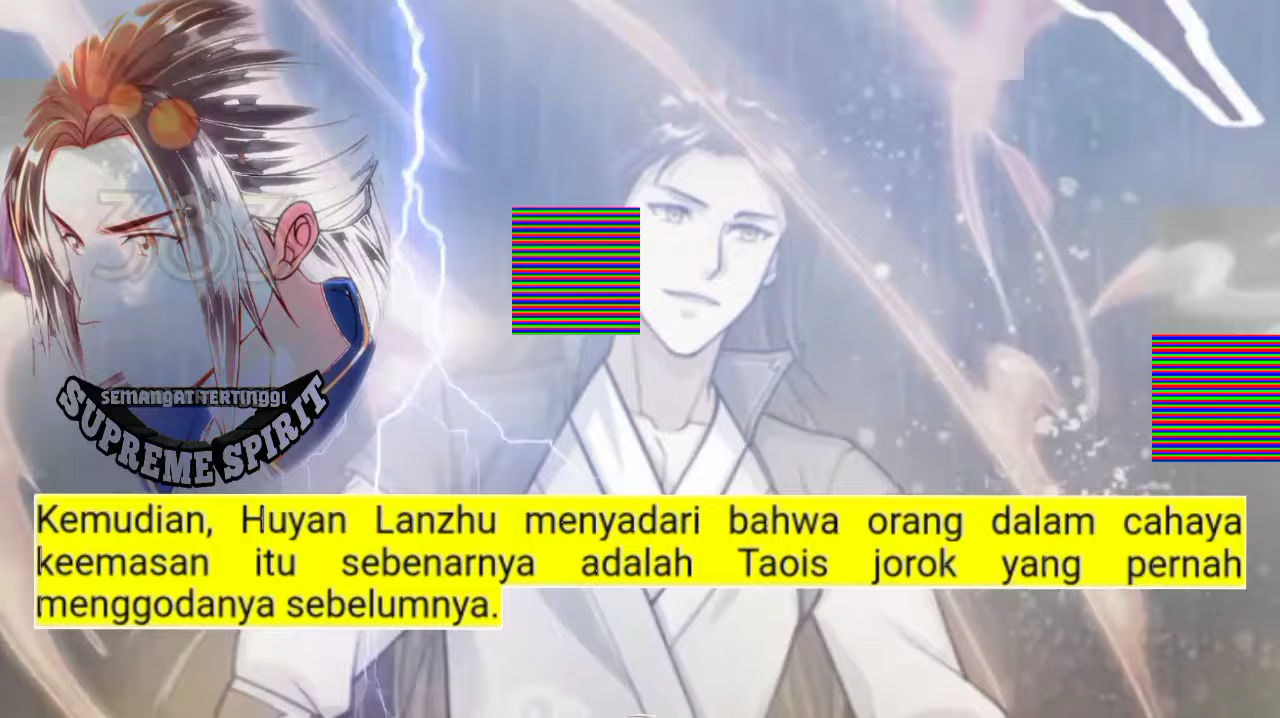 SEMANGAT TERTINGGI
SUPREME SPIRIT
Kemudian, Huyan Lanzhu menyadari bahwa orang dalam cahaya
keemasan itu sebenarnya adalah Taois jorok yang pernah
menggodanya sebelumnya.